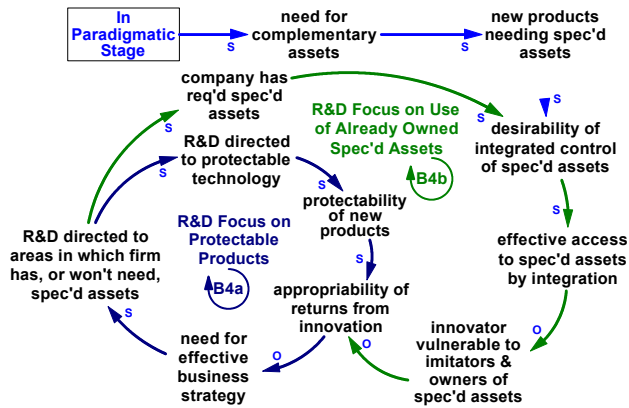 In
Paradigmatic
Stage
S
need for
complementary
assets
S
new products
needing spec'd
assets
S
company has
req'd spec'd
assets
S
S
R&D Focus on Use
of Already Owned
Spec'd Assets
B4b
desirability of
integrated control
of spec'd assets
R&D directed
to protectable
technology
S
S
protectability
of new
products
S
S
R&D directed to
areas in which firm
has, or won't need,
spec'd assets
R&D Focus on
Protectable
Products
B4a
effective access
to spec'd assets
by integration
appropriability of
returns from
innovation
S
O
O
O
need for
effective
business
strategy
innovator
vulnerable to
imitators &
owners of
spec'd assets